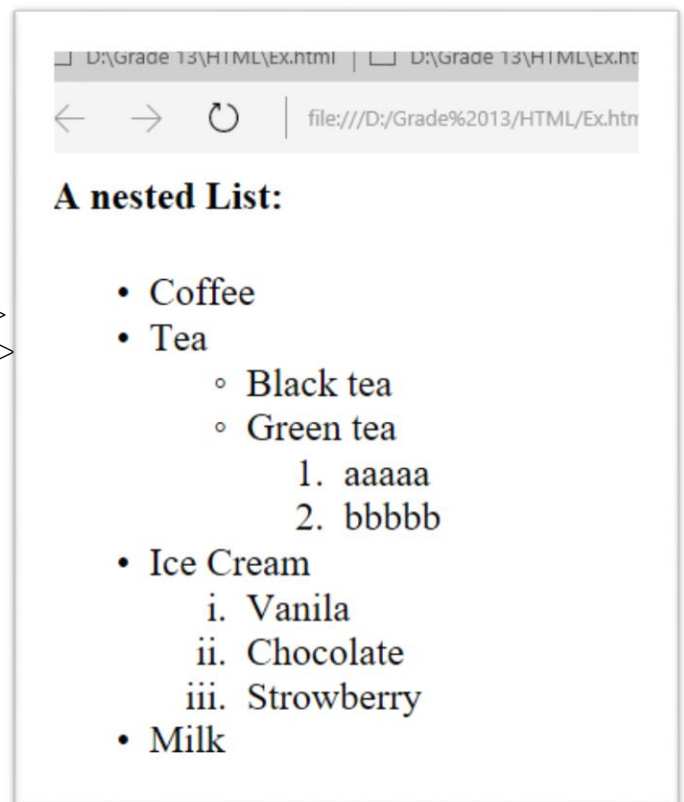 D:\Grade 13\HTML\Ex.html D:\Grade 13\HTML\Ex.ht
file:///D:/Grade%2013/HTML/Ex.htm
A nested List:
• Coffee
• Tea
◦ Black tea
◦ Green tea
1. aaaaa
2. bbbbb
• Ice Cream
i. Vanila
ii. Chocolate
iii. Strowberry
• Milk